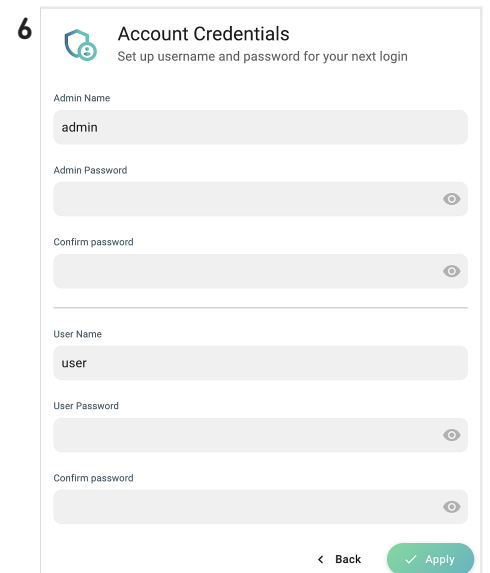 6
Account Credentials
Set up username and password for your next login
Admin Name
admin
Admin Password
Confirm password
User Name
user
User Password
Confirm password
Back
Apply